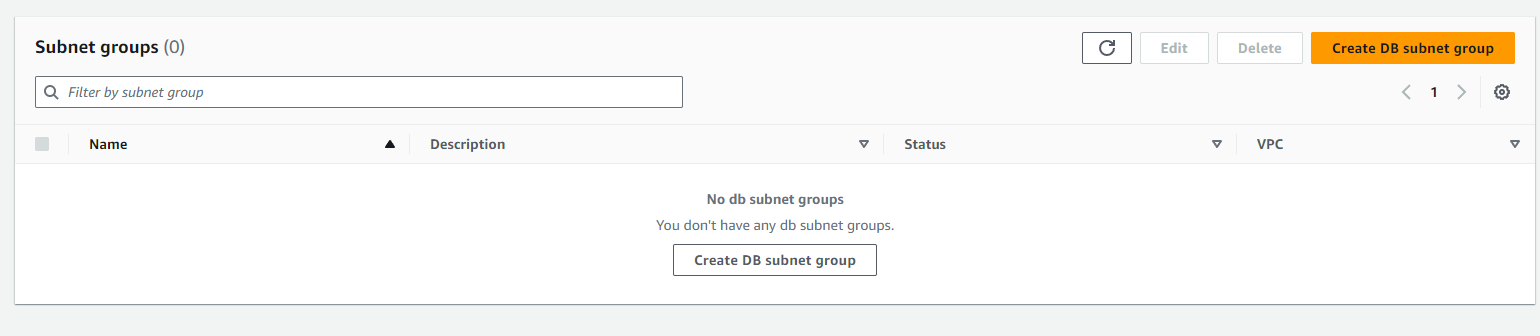 Subnet groups (0)
Edit
Delete
Create DB subnet group
Filter by subnet group
1
Name
Description
Status
VPC
No db subnet groups
You don't have any db subnet groups.
Create DB subnet group